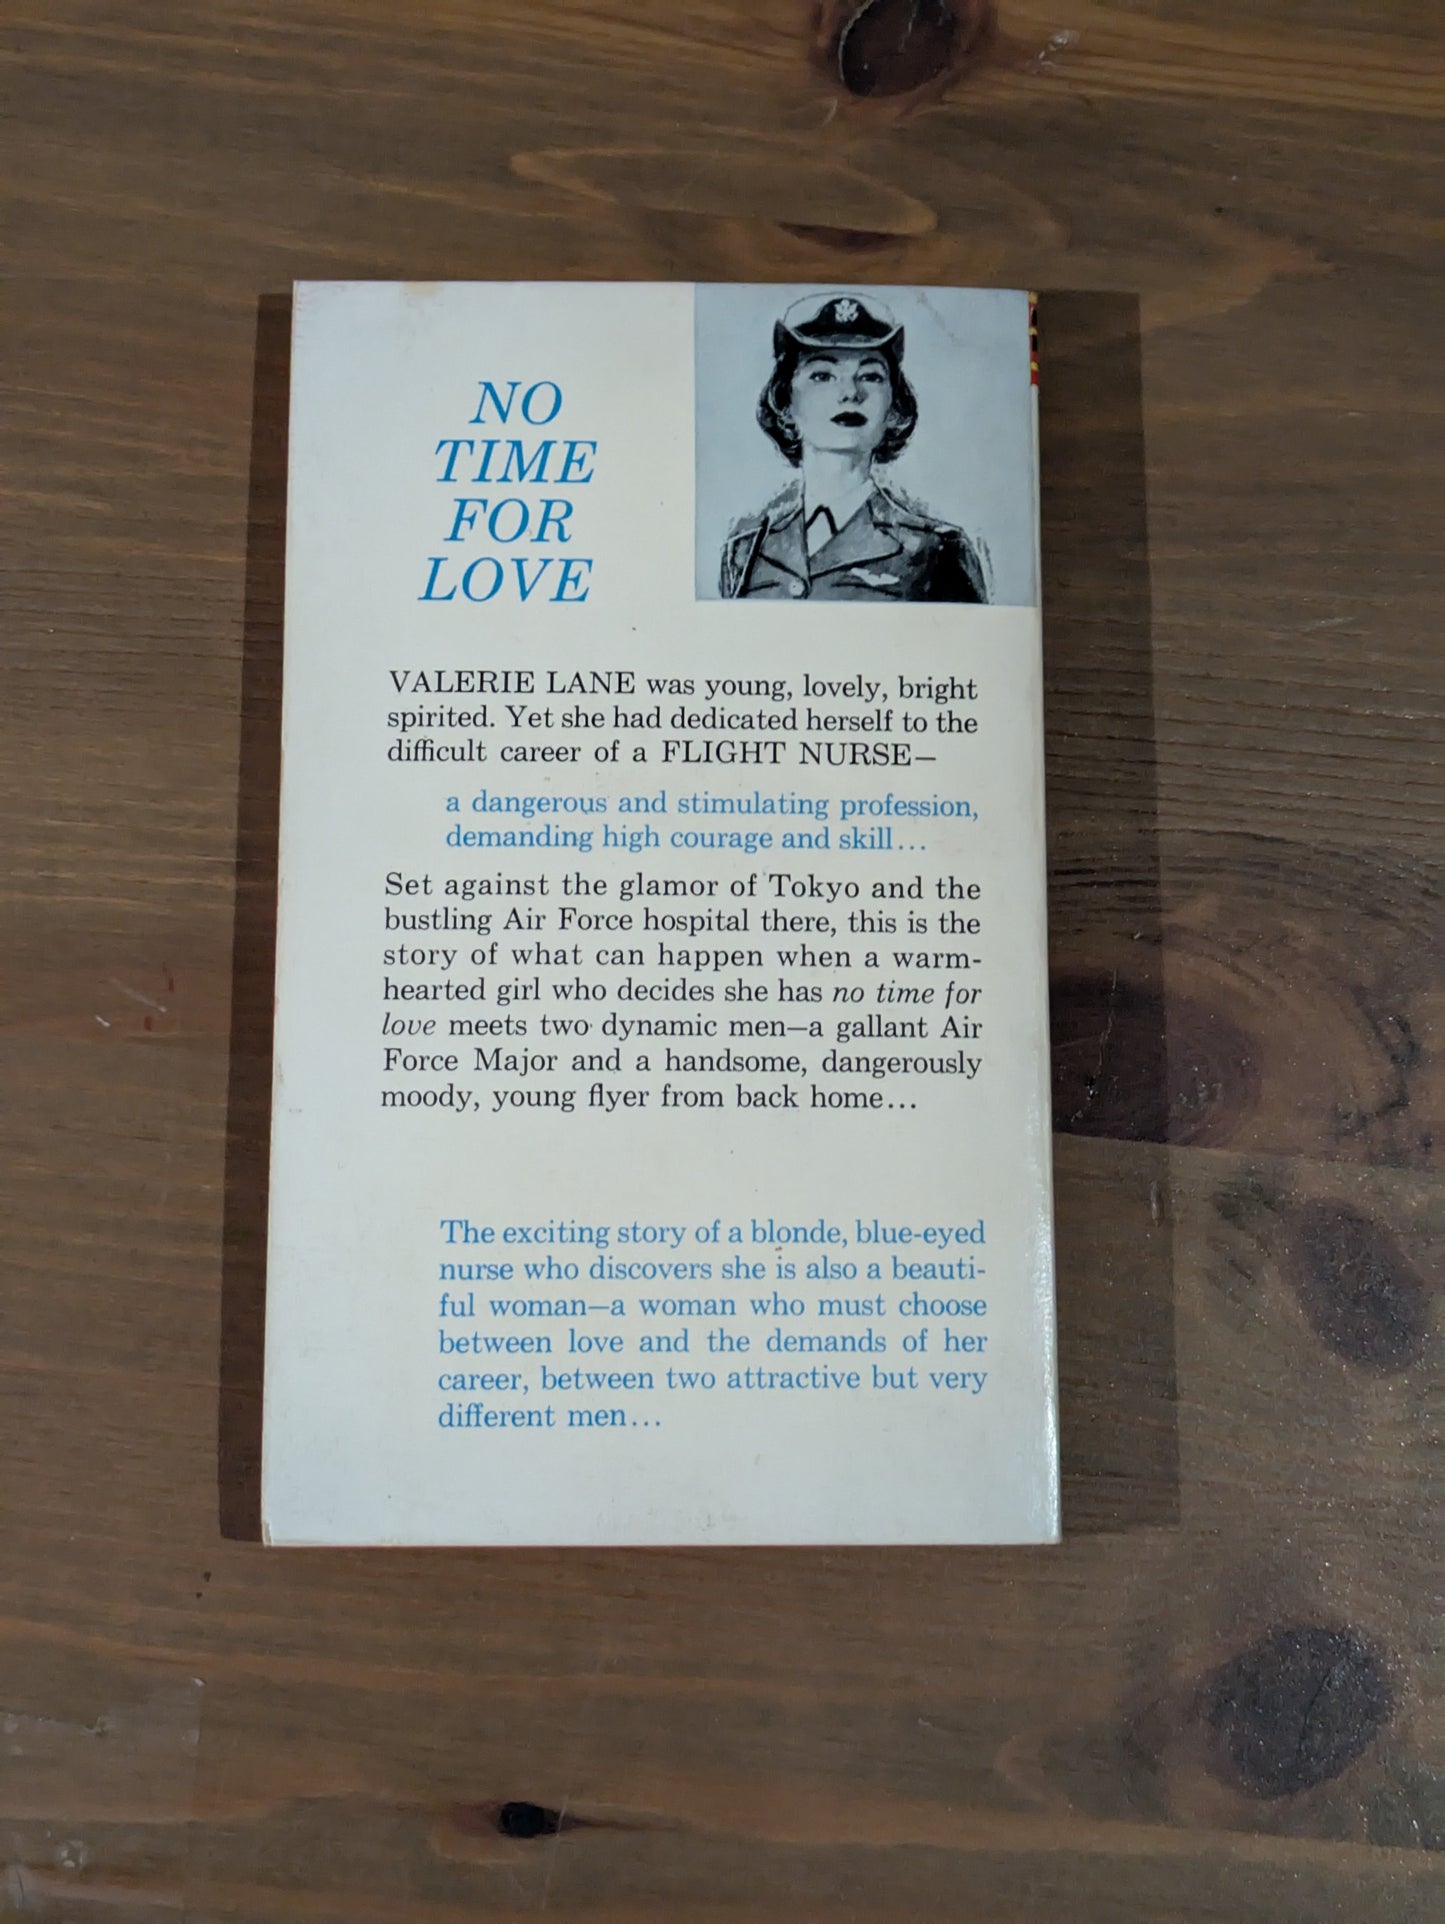 NO
TIME
FOR
LOVE
VALERIE LANE was young, lovely, bright
spirited. Yet she had dedicated herself to the
difficult career of a FLIGHT NURSE—
a dangerous and stimulating profession,
demanding high courage and skill...
Set against the glamor of Tokyo and the
bustling Air Force hospital there, this is the
story of what can happen when a warm-
hearted girl who decides she has no time for
love meets two dynamic men—a gallant Air
Force Major and a handsome, dangerously
moody, young flyer from back home...
The exciting story of a blonde, blue-eyed
nurse who discovers she is also a beauti-
ful woman—a woman who must choose
between love and the demands of her
career, between two attractive but very
different men...